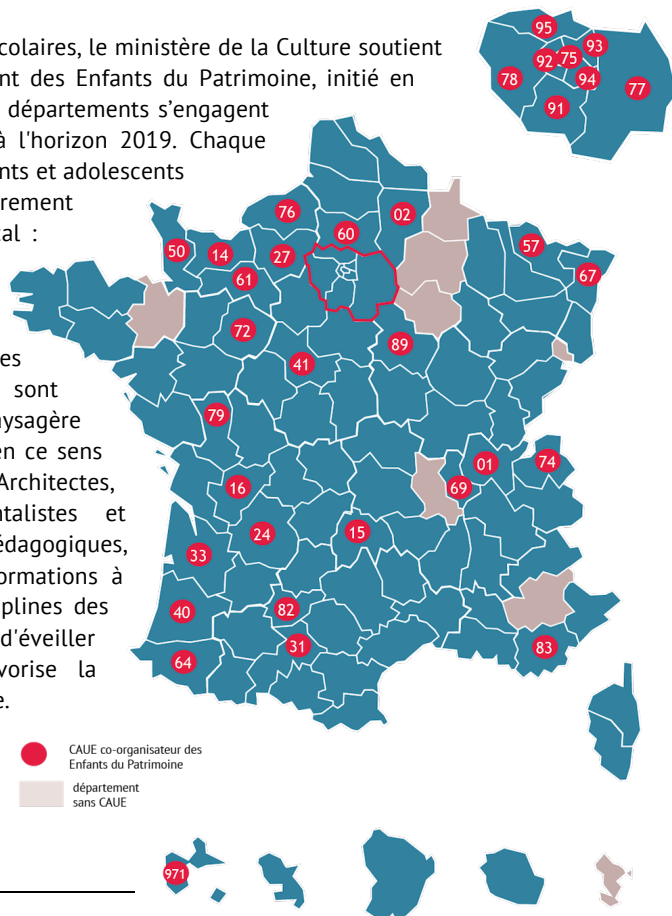 colaires, le ministère de la Culture soutient
nt des Enfants du Patrimoine, initié en
départements s'engagent
à l'horizon 2019. Chaque
nts et adolescents
rement
al :
es
sont
aysagère
en ce sens
Architectes,
ntalistes et
édagogiques,
ormations à
plines des
d'éveiller
vorise la
e.
95
93
92
75
78
94
77
91
76
02
60
50
14
27
57
61
67
72
89
41
79
01
74
16
69
24
15
33
40
82
31
83
64
CAUE co-organisateur des
Enfants du Patrimoine
département
sans CAUE
971